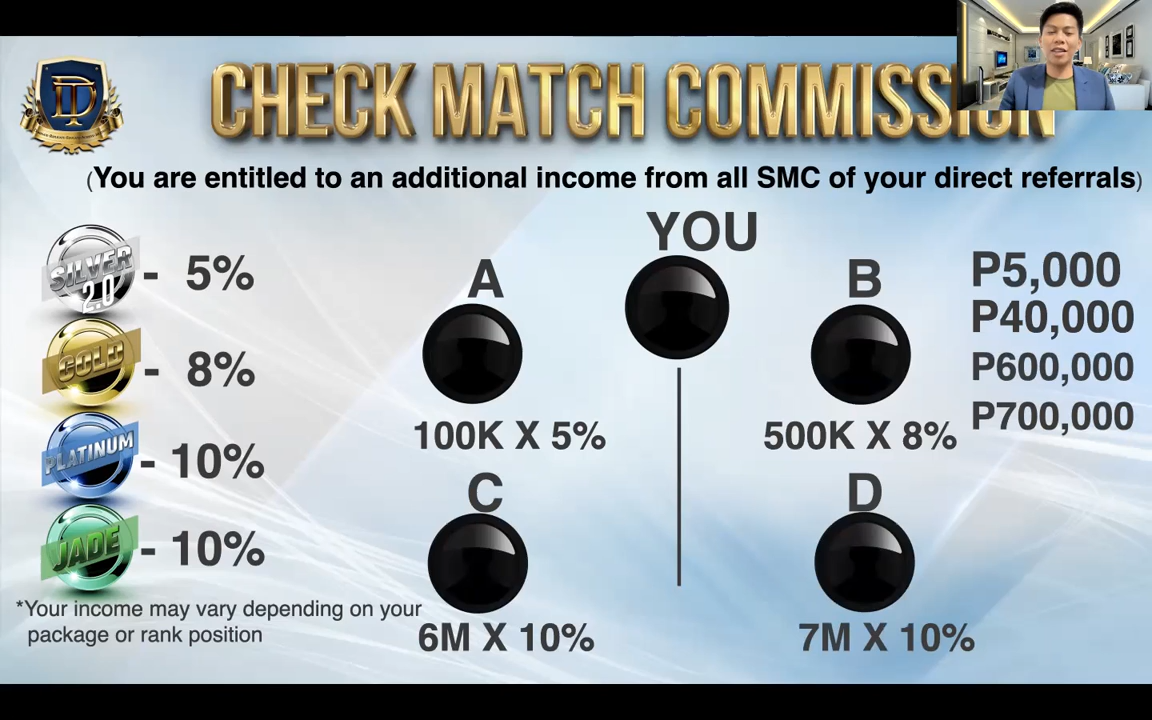 CHECK MATCH COMMISSION
(You are entitled to an additional income from all SMC of your direct referrals)
YOU
A
B
SILVER 2.0 - 5%
P5,000
P40,000
GOLD - 8%
P600,000
P700,000
100K X 5%
500K X 8%
PLATINUM - 10%
C
D
JADE - 10%
*Your income may vary depending on your
package or rank position
6M X 10%
7M X 10%